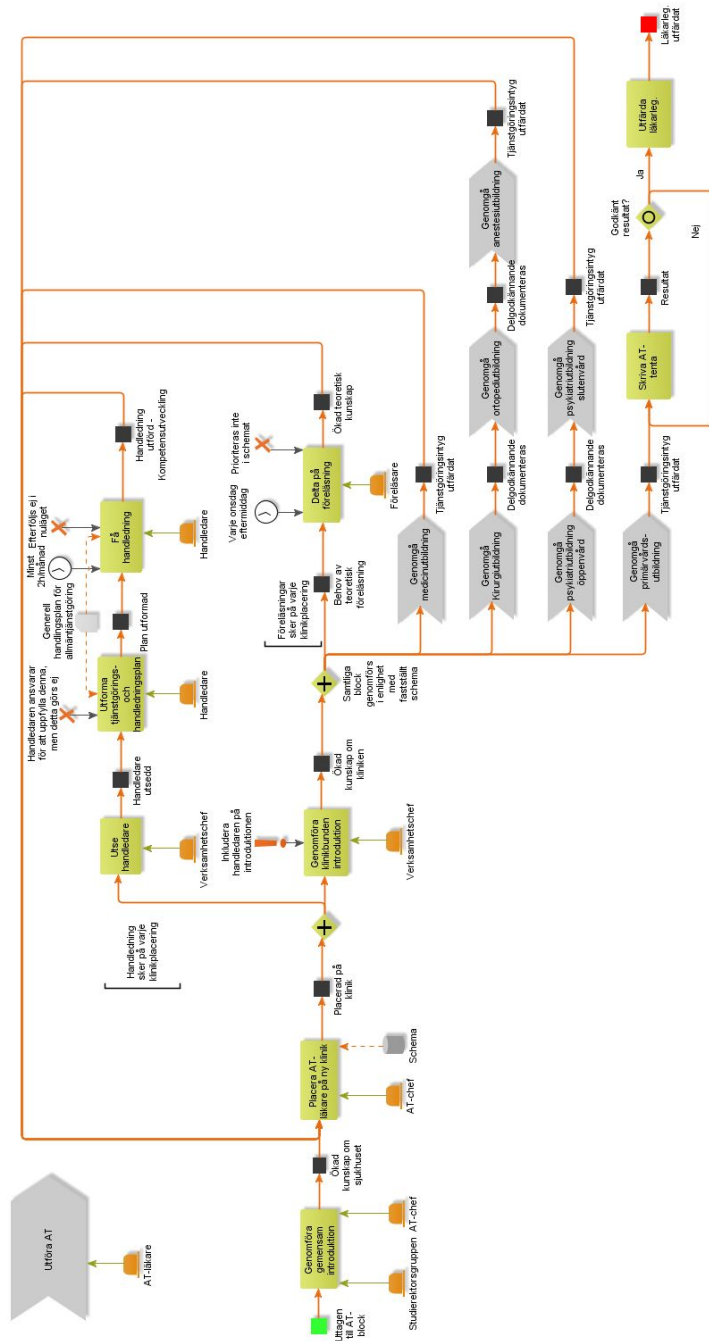 Utföra AT
AT-läkare
Uttagen
till AT-
block
Genomföra
gemensam
introduktion
Studierektorsgruppen
AT-chef
Ökad
kunskap om
sjukhuset
Placera AT-
läkare på ny klinik
AT-chef
Schema
Placerad på
klinik
Handledning
sker på varje
klinikplacering
Utse
handledare
Verksamhetschef
Handledare
utsedd
Handledaren ansvarar
för att uppfylla denna,
men detta görs ej
Utforma
tjänstgörings-
och
handledningsplan
Handledare
Plan utformad
Generell
handlingsplan för
allmäntjänstgöring
Minst
2h/månad
Efterföljs ej i
nuläget
Få
handledning
Handledare
Handledning
utförd -
Kompetensutveckling
Inkludera
handledaren på
introduktionen
Genomföra
klinikbunden
introduktion
Verksamhetschef
Ökad
kunskap om
kliniken
Samtliga
block
genomförs
i enlighet
med
fastställt
schema
Föreläsningar
sker på varje
klinikplacering
Behov av
teoretisk
föreläsning
Varje onsdag
eftermiddag
Prioriteras inte
i schemat
Delta på
föreläsning
Föreläsare
Ökad teoretisk
kunskap
Genomgå
medicinutbildning
Tjänstgöringsintyg
utfärdat
Genomgå
Kirurgiutbildning
Delgodkännande
dokumenteras
Genomgå
ortopediutbildning
Delgodkännande
dokumenteras
Genomgå
anestesiutbildning
Tjänstgöringsintyg
utfärdat
Genomgå
psykiatriutbildning
öppenvård
Delgodkännande
dokumenteras
Genomgå
psykiatriutbildning
slutenvård
Tjänstgöringsintyg
utfärdat
Genomgå
primärvårds-
utbildning
Tjänstgöringsintyg
utfärdat
Skriva AT-
tenta
Resultat
Godkänt
resultat?
Ja
Nej
Utfärda
läkarleg.
Läkarleg.
utfärdat